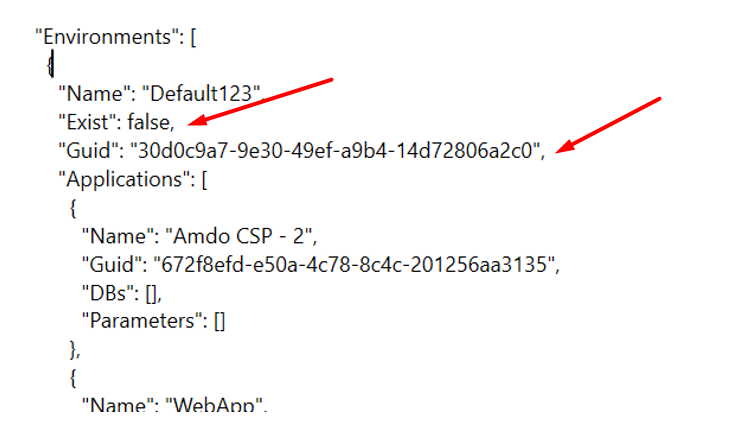 "Environments": [
{
"Name": "Default123",
"Exist": false,
"Guid": "30d0c9a7-9e30-49ef-a9b4-14d72806a2c0",
"Applications": [
{
"Name": "Amdo CSP - 2",
"Guid": "672f8efd-e50a-4c78-8c4c-201256aa3135",
"DBs": [],
"Parameters": []
},
{
"Name": "WebApp",